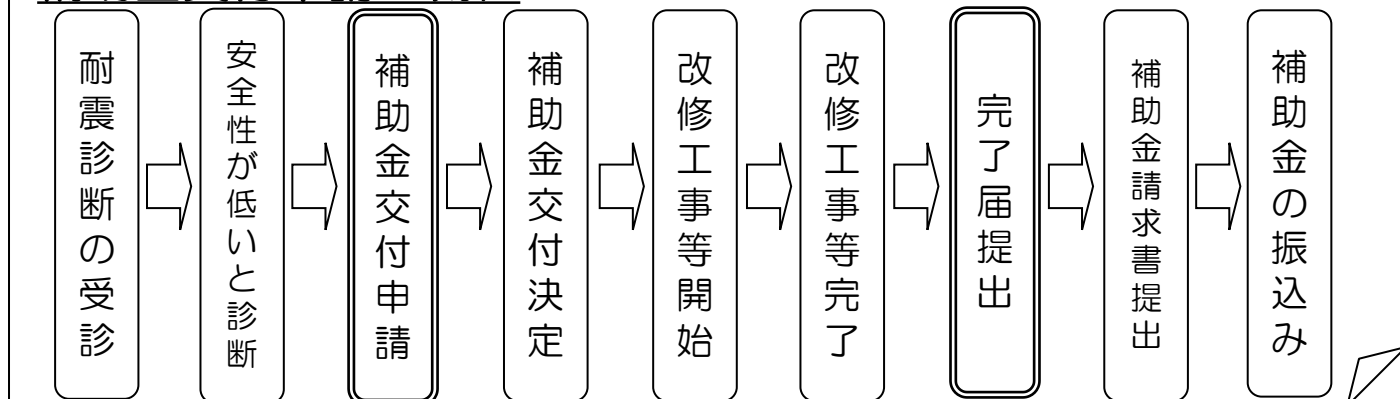 耐震診断の受診
安全性が低いと診断
補助金交付申請
補助金交付決定
改修工事等開始
改修工事等完了
完了届提出
補助金請求書提出
補助金の振込み